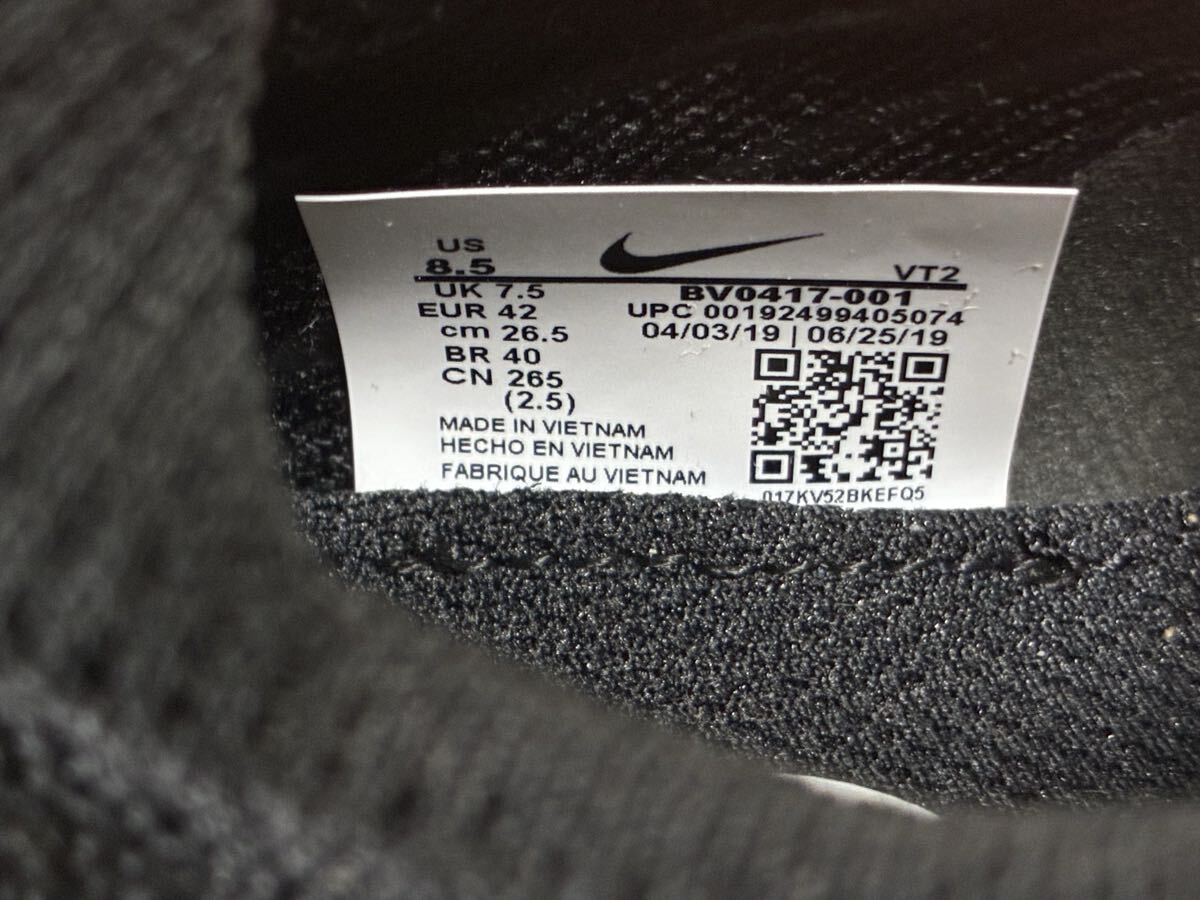 US
8.5
VT2
UK 7.5
EUR 42
cm 26.5
BR 40
CN 265
(2.5)
BV0417-001
UPC 00192499405074
04/03/19 | 06/25/19
MADE IN VIETNAM
HECHO EN VIETNAM
FABRIQUE AU VIETNAM
017KV52BKEFQ5